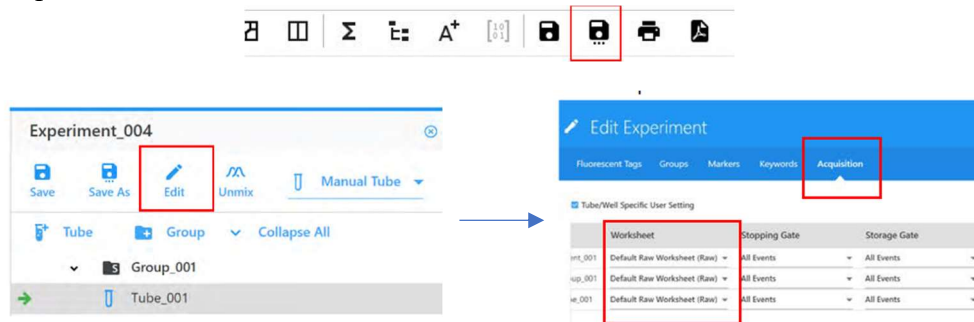 Σ A⁺
Experiment_004
Save Save As Edit Unmix Manual Tube
Tube Group Collapse All
S Group_001
Tube_001
Edit Experiment
Fluorescent Tags Groups Markers Keywords Acquisition
Tube/Well Specific User Setting
Worksheet Stopping Gate Storage Gate
Default Raw Worksheet (Raw) All Events All Events
Default Raw Worksheet (Raw) All Events All Events
Default Raw Worksheet (Raw) All Events All Events